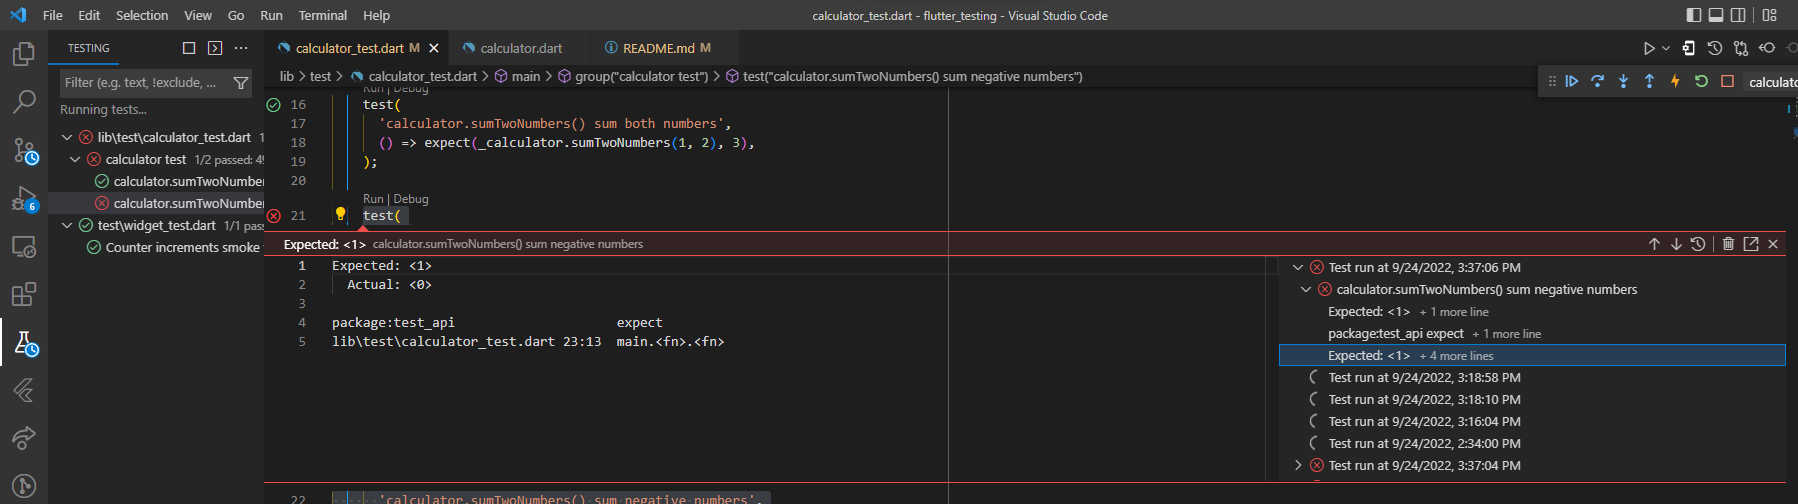 File Edit Selection View Go Run Terminal Help
calculator_test.dart - flutter_testing - Visual Studio Code
TESTING
Filter (e.g. text, !exclude, ...
Running tests...
lib\test\calculator_test.dart 1
calculator test 1/2 passed: 49
calculator.sumTwoNumber
calculator.sumTwoNumber
test\widget_test.dart 1/1 pass
Counter increments smoke
6
calculator_test.dart M
calculator.dart
README.md M
lib > test > calculator_test.dart > main > group("calculator test") > test("calculator.sumTwoNumbers() sum negative numbers")
calculato
Run | Debug
16 test(
17 'calculator.sumTwoNumbers() sum both numbers',
18 () => expect(_calculator.sumTwoNumbers(1, 2), 3),
19 );
20
Run | Debug
21 test(
Expected: <1> calculator.sumTwoNumbers() sum negative numbers
1 Expected: <1>
2 Actual: <0>
3
4 package:test_api expect
5 lib\test\calculator_test.dart 23:13 main.<fn>.<fn>
Test run at 9/24/2022, 3:37:06 PM
calculator.sumTwoNumbers() sum negative numbers
Expected: <1> + 1 more line
package:test_api expect + 1 more line
Expected: <1> + 4 more lines
Test run at 9/24/2022, 3:18:58 PM
Test run at 9/24/2022, 3:18:10 PM
Test run at 9/24/2022, 3:16:04 PM
Test run at 9/24/2022, 2:34:00 PM
Test run at 9/24/2022, 3:37:04 PM
22 'calculator.sumTwoNumbers() sum negative numbers',